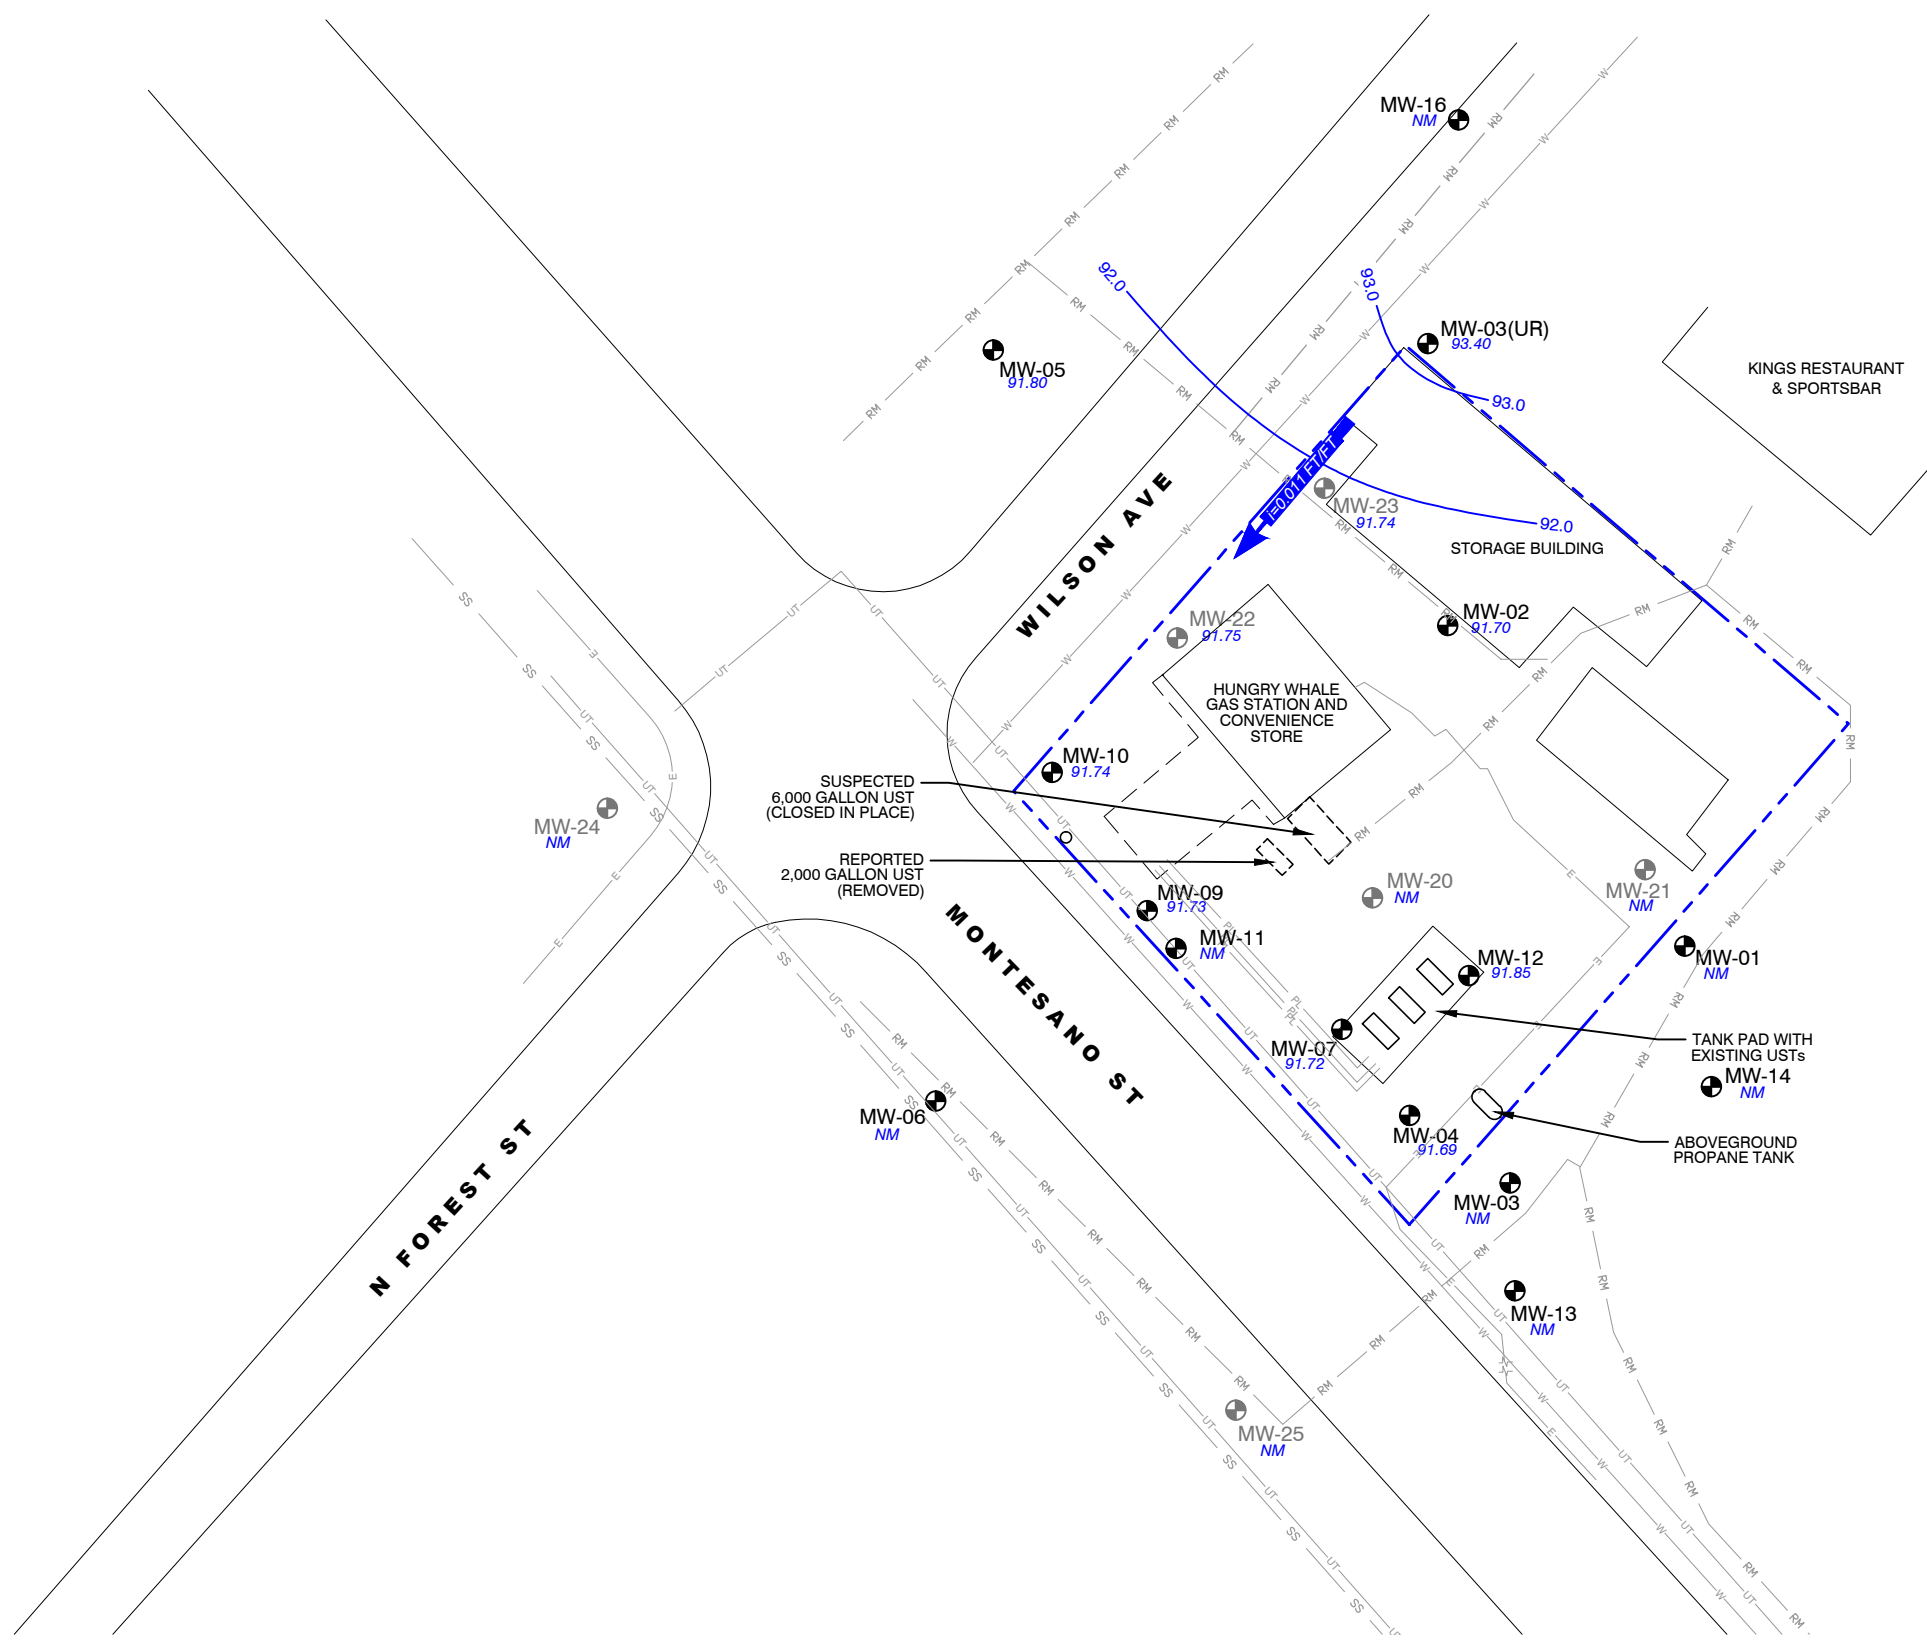 MW-16
NM
92.0
93.0
MW-03(UR)
93.40
MW-05
91.80
KINGS RESTAURANT
& SPORTSBAR
93.0
i=0.011 FT/FT
MW-23
91.74
92.0
STORAGE BUILDING
WILSON AVE
MW-22
91.75
MW-02
91.70
HUNGRY WHALE
GAS STATION AND
CONVENIENCE
STORE
MW-10
91.74
SUSPECTED
6,000 GALLON UST
(CLOSED IN PLACE)
MW-24
NM
REPORTED
2,000 GALLON UST
(REMOVED)
MW-09
91.73
MW-20
NM
MW-21
NM
MW-11
NM
MONTESANO ST
MW-12
91.85
MW-01
NM
MW-07
91.72
TANK PAD WITH
EXISTING USTs
MW-14
NM
MW-06
NM
MW-04
91.69
ABOVEGROUND
PROPANE TANK
N FOREST ST
MW-03
NM
MW-13
NM
MW-25
NM
RM
W
UT
SS
E
PL